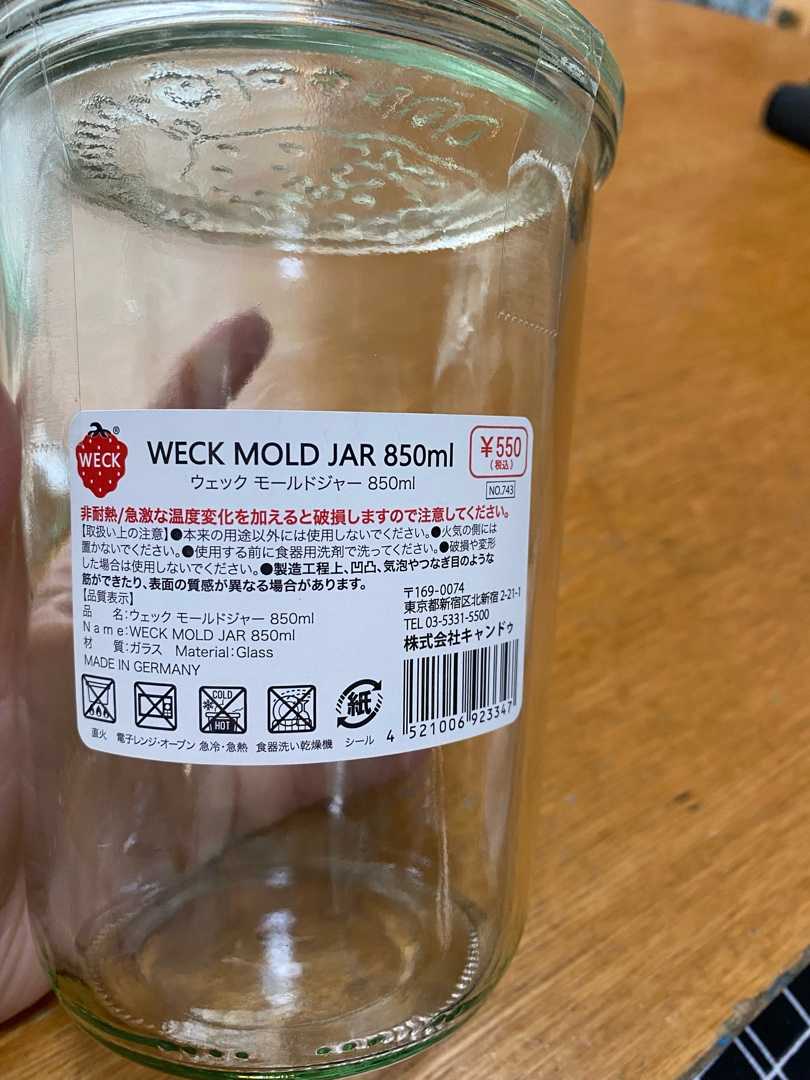 WECK®
WECK MOLD JAR 850ml
ウェック モールドジャー 850ml
¥550
(税込)
NO.743
非耐熱/急激な温度変化を加えると破損しますので注意してください。
【取扱い上の注意】●本来の用途以外には使用しないでください。●火気の側には
置かないでください。●使用する前に食器用洗剤で洗ってください。●破損や変形
した場合は使用しないでください。●製造工程上、凹凸、気泡やつなぎ目のような
筋ができたり、表面の質感が異なる場合があります。
【品質表示】
品　名:ウェック モールドジャー 850ml
Name:WECK MOLD JAR 850ml
材　質:ガラス Material:Glass
MADE IN GERMANY
〒169-0074
東京都新宿区北新宿 2-21-1
TEL 03-5331-5500
株式会社キャンドゥ
COLD
HOT
紙
直火 電子レンジ・オーブン 急冷・急熱 食器洗い乾燥機 シール
4 521006 923347